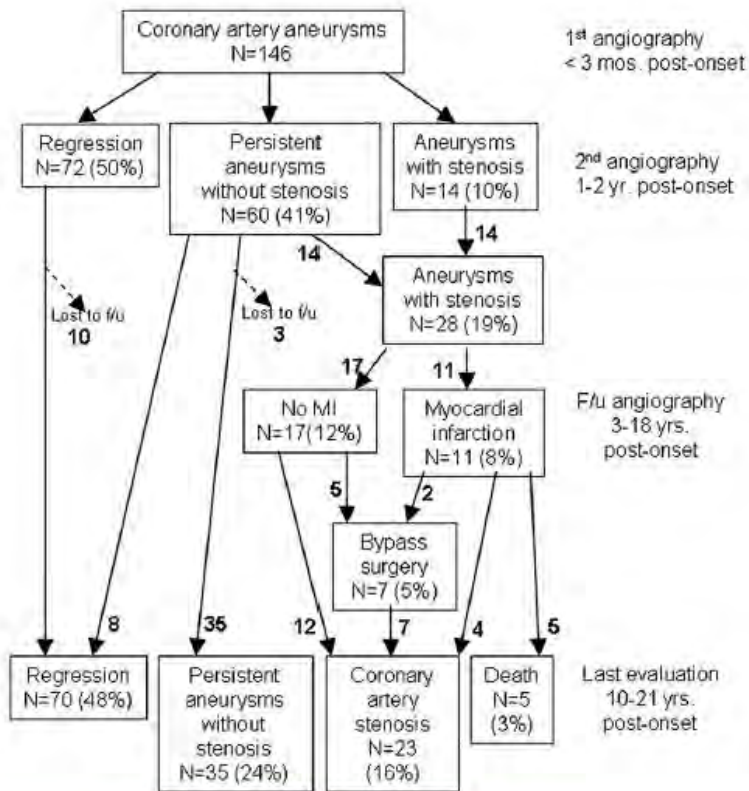 Coronary artery aneurysms
N=146
1st angiography
< 3 mos. post-onset
Regression
N=72 (50%)
Persistent
aneurysms
without stenosis
N=60 (41%)
Aneurysms
with stenosis
N=14 (10%)
2nd angiography
1-2 yr. post-onset
14
14
Lost to f/u
10
Lost to f/u
3
Aneurysms
with stenosis
N=28 (19%)
17
11
No MI
N=17(12%)
Myocardial
infarction
N=11 (8%)
F/u angiography
3-18 yrs.
post-onset
5
2
Bypass
surgery
N=7 (5%)
8
35
12
7
4
5
Regression
N=70 (48%)
Persistent
aneurysms
without
stenosis
N=35 (24%)
Coronary
artery
stenosis
N=23
(16%)
Death
N=5
(3%)
Last evaluation
10-21 yrs.
post-onset